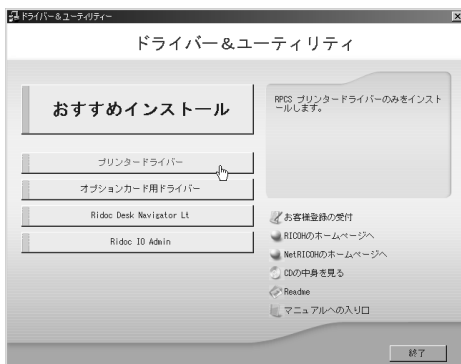 ドライバー＆ユーティリティー
ドライバー＆ユーティリティ
おすすめインストール
RPCS プリンタードライバーのみをインスト
ールします。
プリンタードライバー
オプションカード用ドライバー
Ridoc Desk Navigator Lt
Ridoc IO Admin
お客様登録の受付
RICOHのホームページへ
NetRICOHのホームページへ
CDの中身を見る
Readme
マニュアルへの入り口
終了